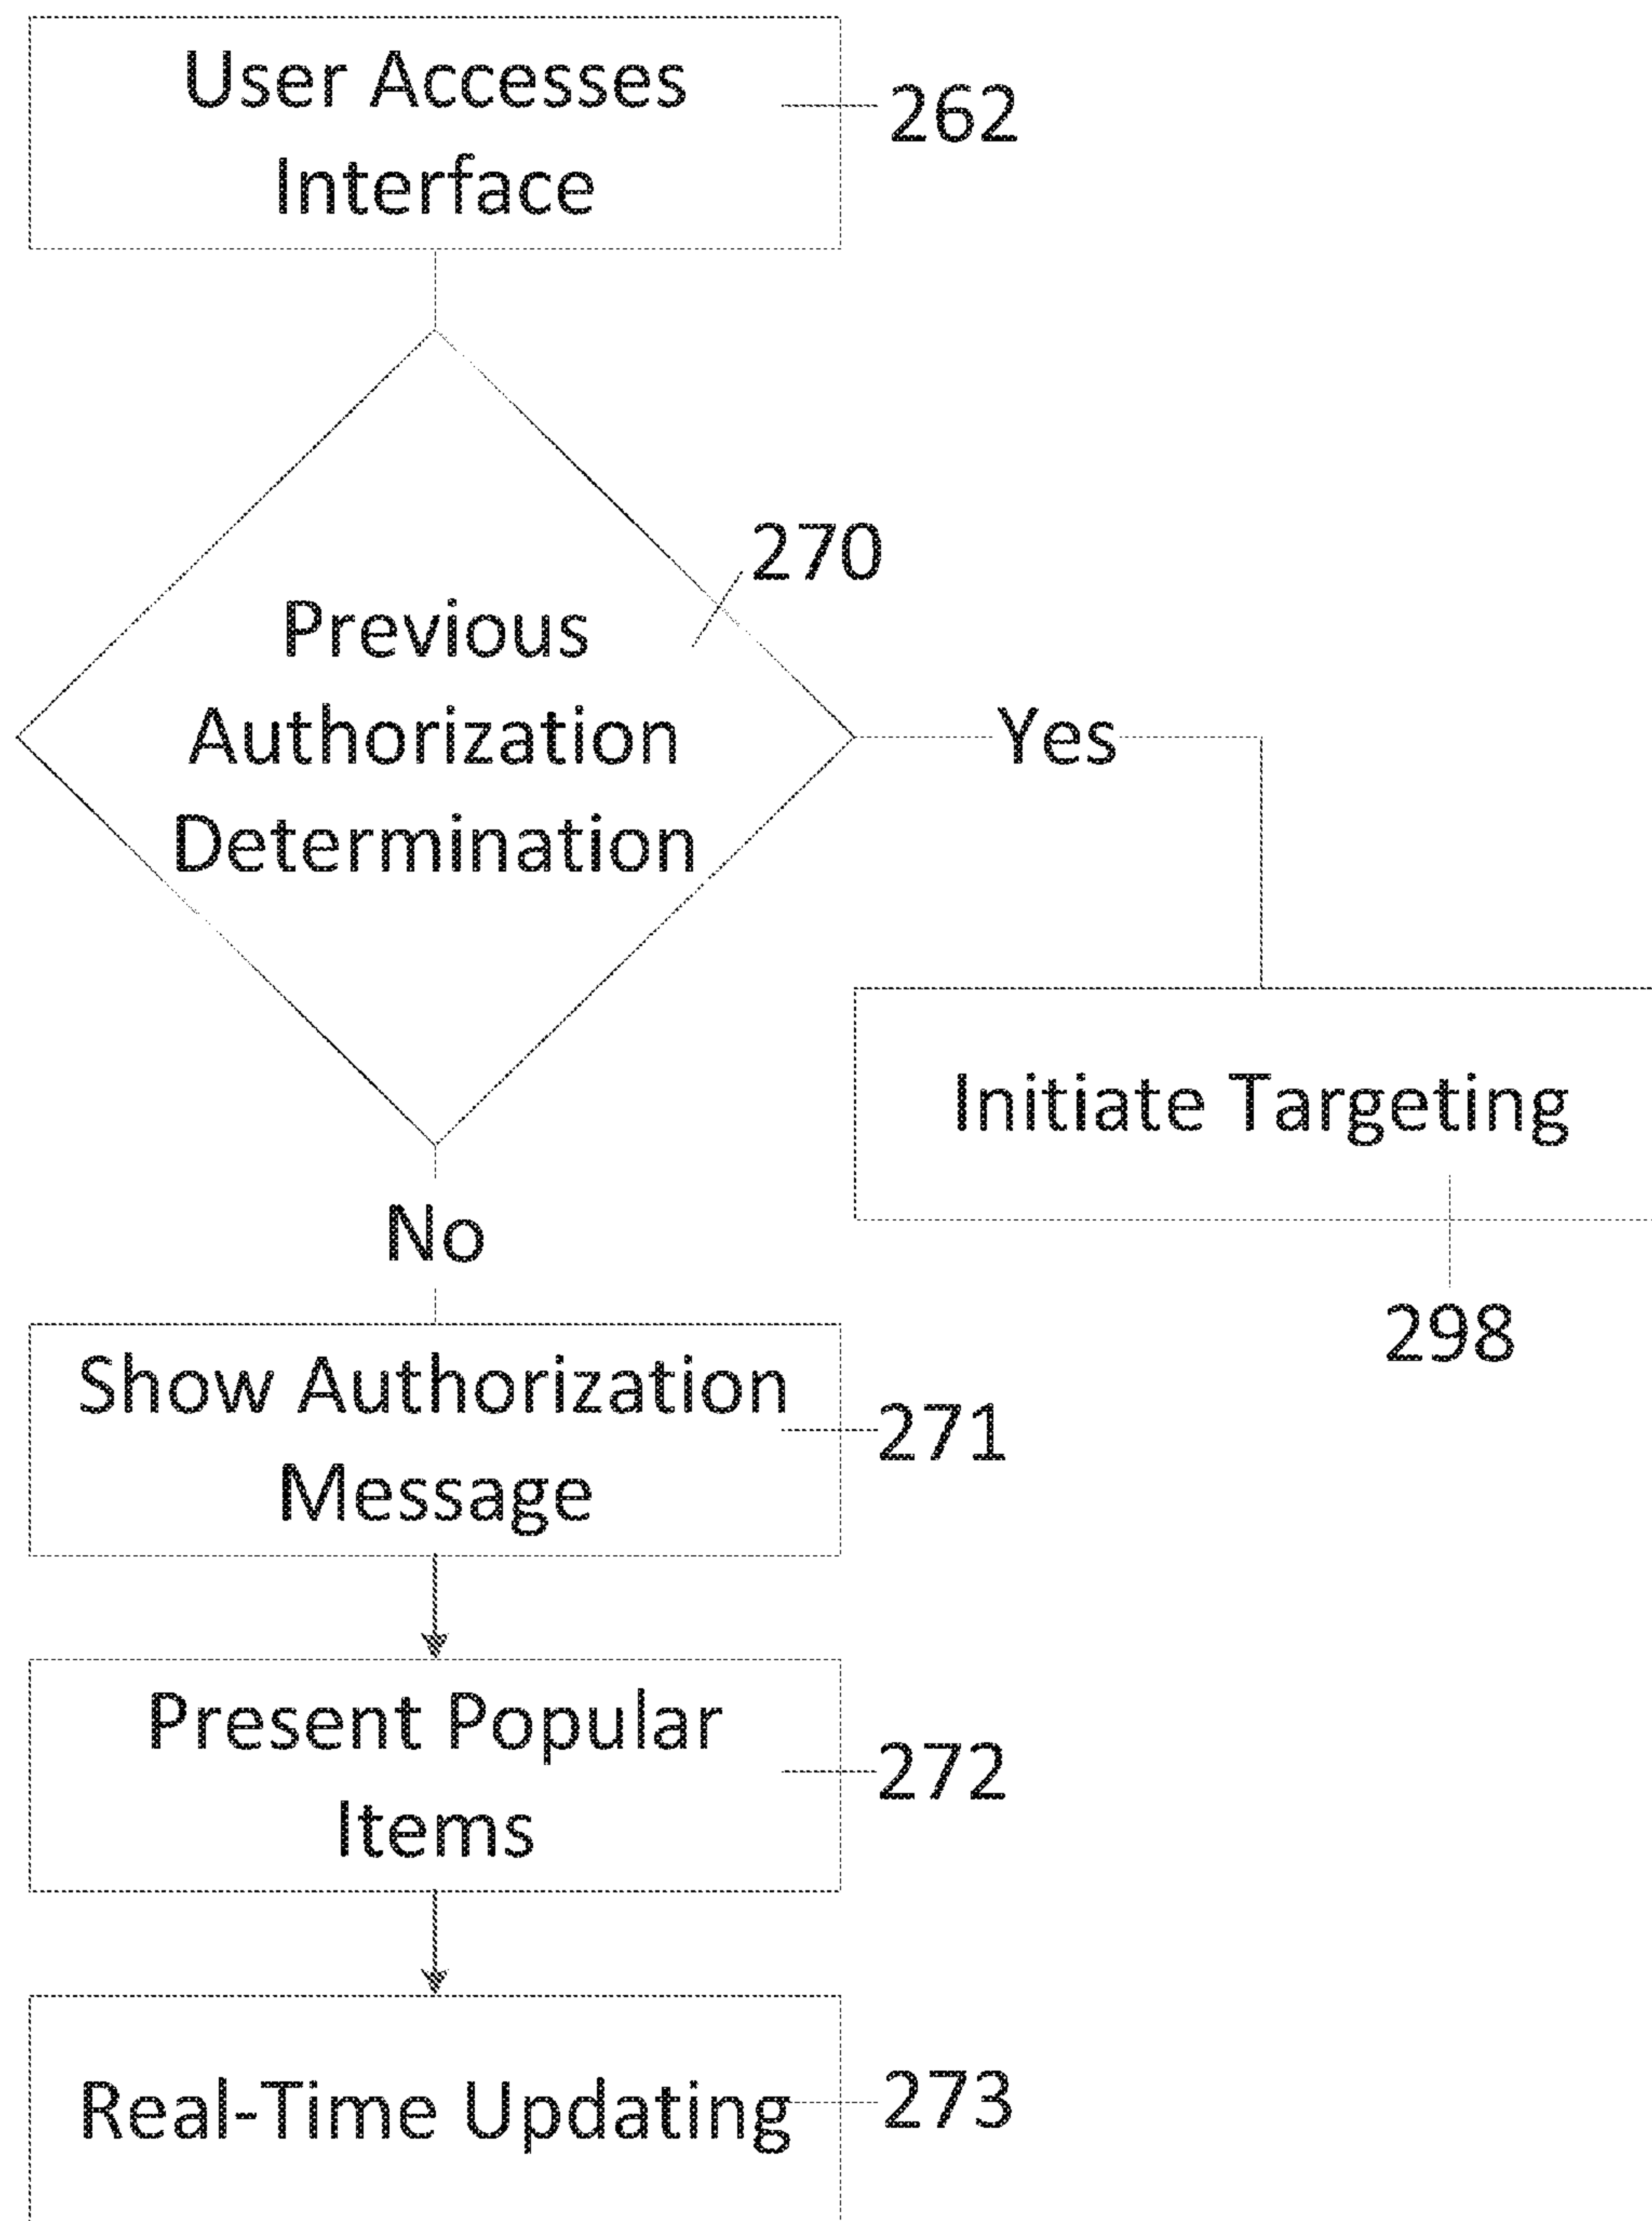 User Accesses
Interface
262
270
Previous
Authorization
Determination
Yes
Initiate Targeting
298
No
Show Authorization
Message
271
Present Popular
Items
272
Real-Time Updating
273